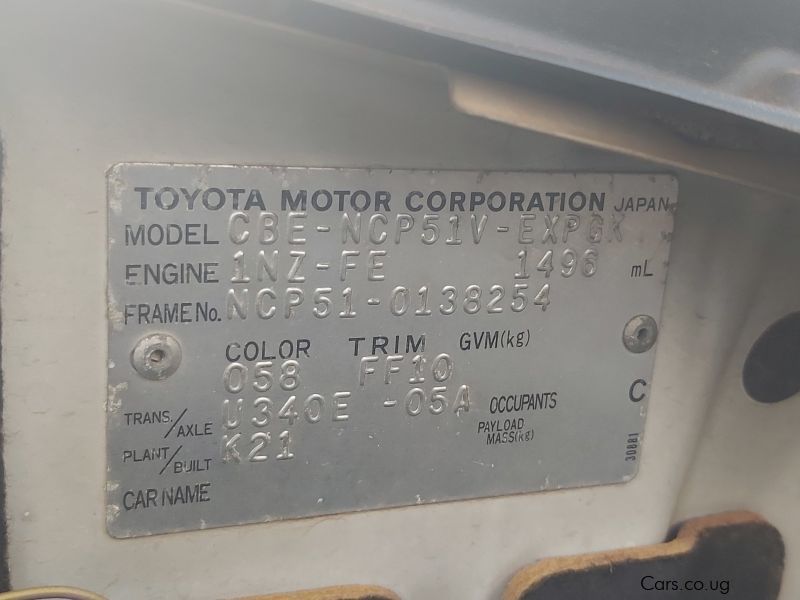 TOYOTA MOTOR CORPORATION JAPAN
MODEL CBE-NCP51V-EXPGK
ENGINE 1NZ-FE 1496 mL
FRAME No. NCP51-0138254
COLOR TRIM GVM(kg)
058 FF10
TRANS./AXLE U340E -05A OCCUPANTS C
PAYLOAD MASS(kg)
PLANT/BUILT K21
30881
CAR NAME
Cars.co.ug